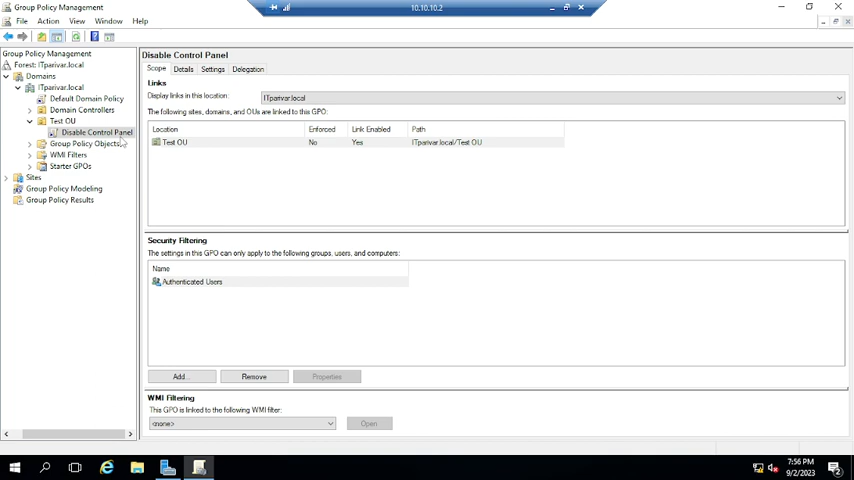 Group Policy Management
10.10.10.2
File Action View Window Help
Group Policy Management
Forest: ITparivar.local
Domains
ITparivar.local
Default Domain Policy
Domain Controllers
Test OU
Disable Control Panel
Group Policy Objects
WMI Filters
Starter GPOs
Sites
Group Policy Modeling
Group Policy Results
Disable Control Panel
Scope Details Settings Delegation
Links
Display links in this location: ITparivar.local
The following sites, domains, and OUs are linked to this GPO:
Location Enforced Link Enabled Path
Test OU No Yes ITparivar.local/Test OU
Security Filtering
The settings in this GPO can only apply to the following groups, users, and computers:
Name
Authenticated Users
Add... Remove Properties
WMI Filtering
This GPO is linked to the following WMI filter:
<none> Open
7:56 PM
9/2/2023
2